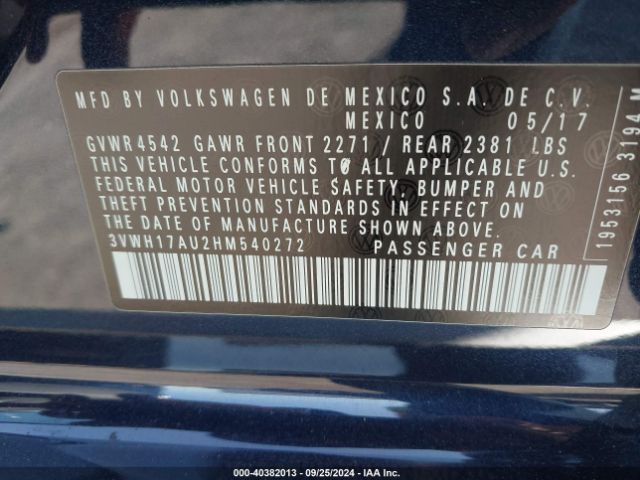 MFD BY VOLKSWAGEN DE MEXICO S.A. DE C.V.
MEXICO 05/17
GVWR 4542 GAWR FRONT 2271 / REAR 2381 LBS
THIS VEHICLE CONFORMS TO ALL APPLICABLE U.S.
FEDERAL MOTOR VEHICLE SAFETY, BUMPER AND
THEFT PREVENTION STANDARDS IN EFFECT ON
THE DATE OF MANUFACTURE SHOWN ABOVE.
3VWH17AU2HM540272 PASSENGER CAR
1953156 3194 M
000-40382013 - 09/25/2024 - IAA Inc.